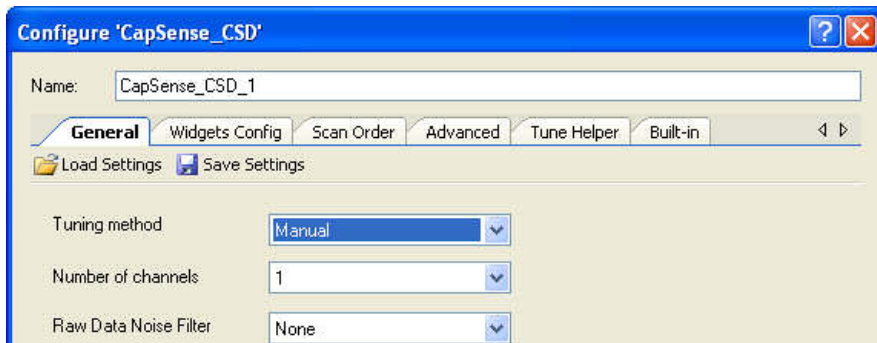 Configure 'CapSense_CSD'
Name: CapSense_CSD_1
General Widgets Config Scan Order Advanced Tune Helper Built-in
Load Settings Save Settings
Tuning method Manual
Number of channels 1
Raw Data Noise Filter None